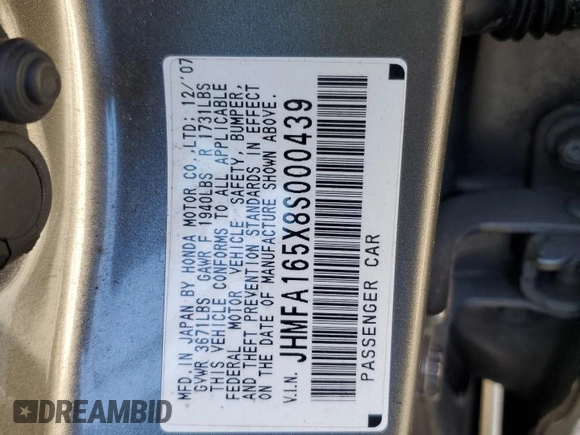 MFD. IN JAPAN BY HONDA MOTOR CO.,LTD; 12/'07
GVWR 3671LBS GAWR F 1940LBS R 1731LBS
THIS VEHICLE CONFORMS TO ALL APPLICABLE
FEDERAL MOTOR VEHICLE SAFETY, BUMPER,
AND THEFT PREVENTION STANDARDS IN EFFECT
ON THE DATE OF MANUFACTURE SHOWN ABOVE.
V.I.N. JHMFA165X8S000439
PASSENGER CAR
DREAMBID